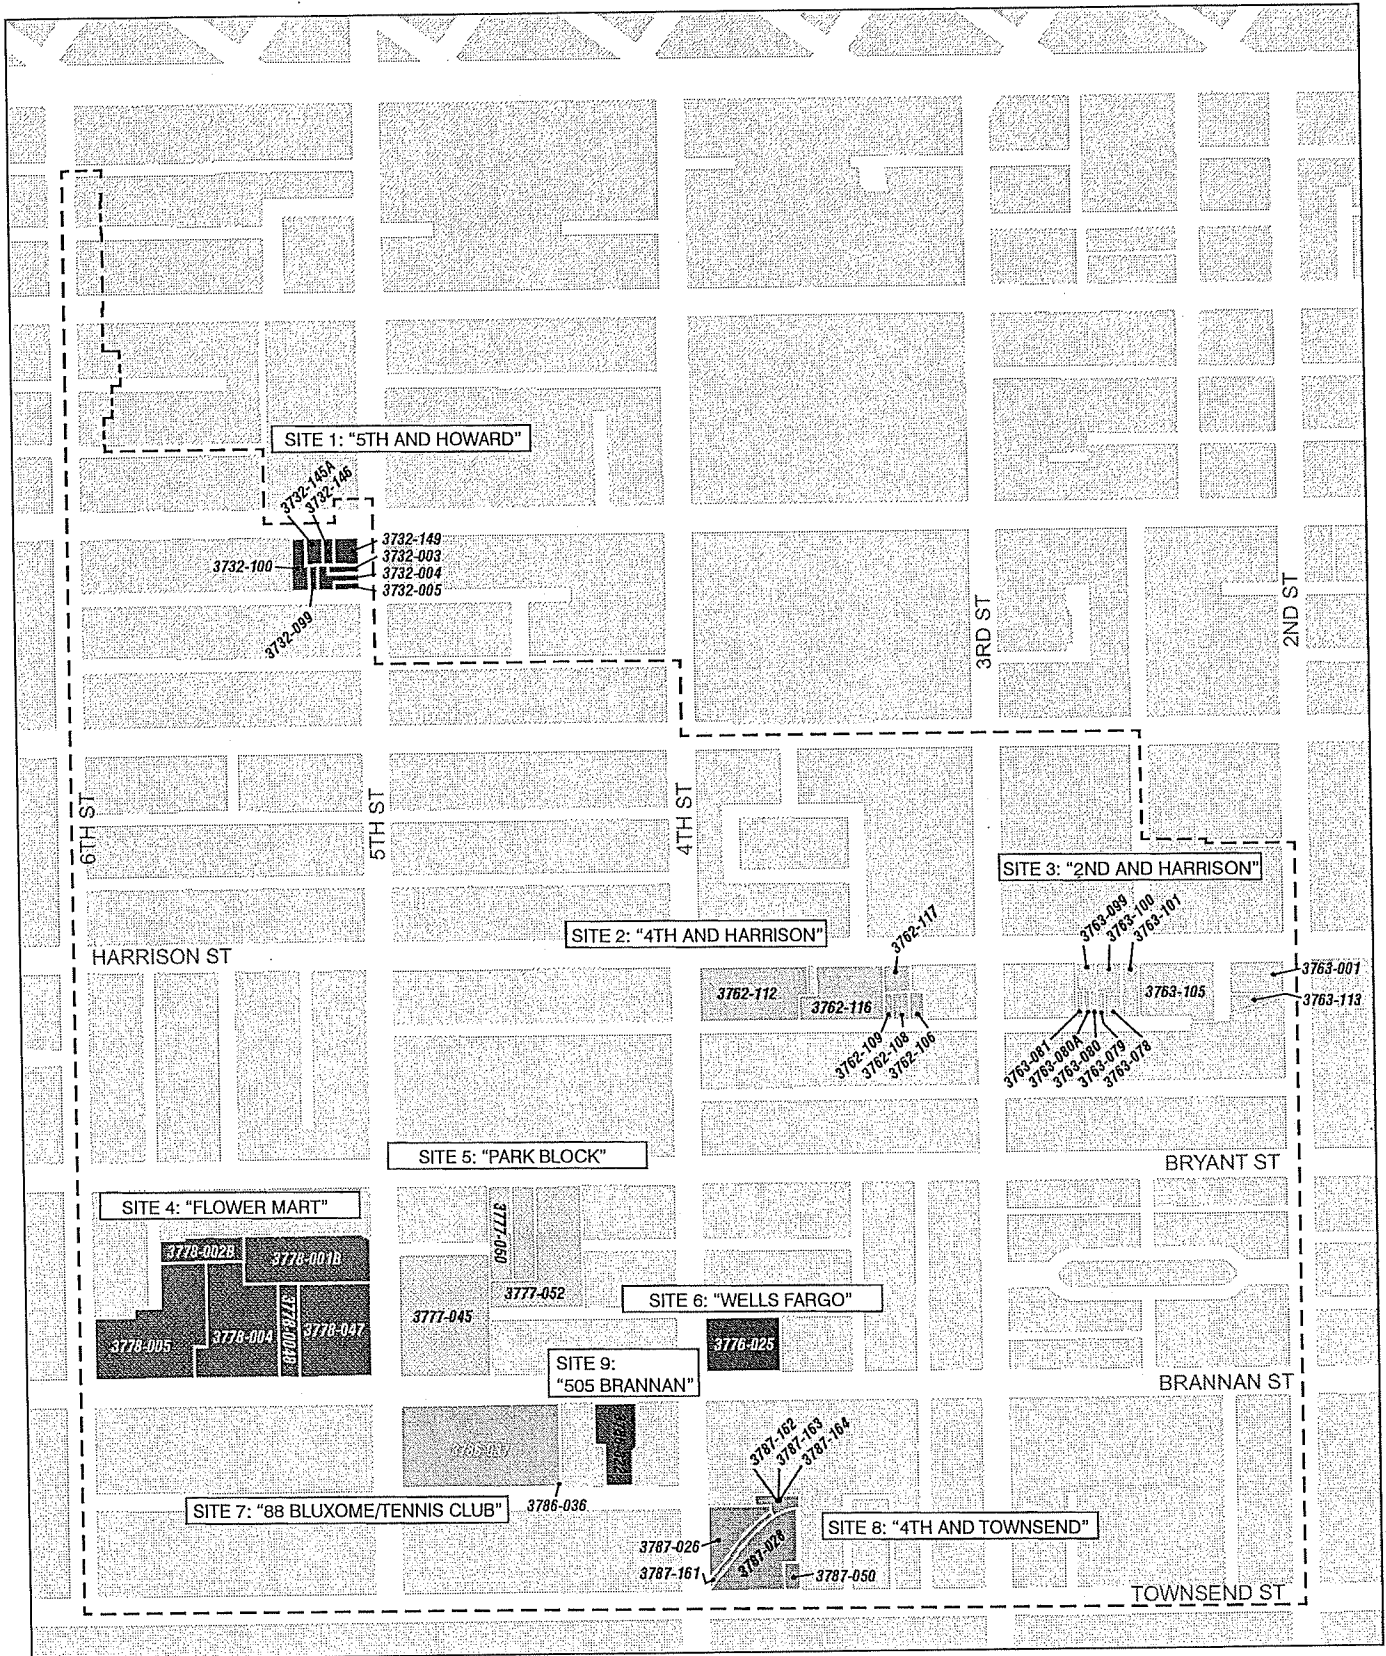 SITE 1: "5TH AND HOWARD"
3732-145A
3732-146
3732-149
3732-003
3732-100
3732-004
3732-005
3732-099
2ND ST
3RD ST
6TH ST
5TH ST
4TH ST
SITE 3: "2ND AND HARRISON"
3763-099
3763-100
3763-101
SITE 2: "4TH AND HARRISON"
3762-117
HARRISON ST
3763-001
3762-112
3762-116
3763-105
3763-113
3762-109
3762-108
3762-106
3763-081
3763-080A
3763-080
3763-079
3763-078
SITE 5: "PARK BLOCK"
BRYANT ST
SITE 4: "FLOWER MART"
3777-050
3778-002B
3778-001B
3777-052
SITE 6: "WELLS FARGO"
3777-045
3778-005
3778-004
3778-047
3776-025
SITE 9:
"505 BRANNAN"
BRANNAN ST
3786-037
3787-162
3787-163
3787-164
SITE 7: "88 BLUXOME/TENNIS CLUB"
3786-036
SITE 8: "4TH AND TOWNSEND"
3787-026
3787-028
3787-161
3787-050
TOWNSEND ST